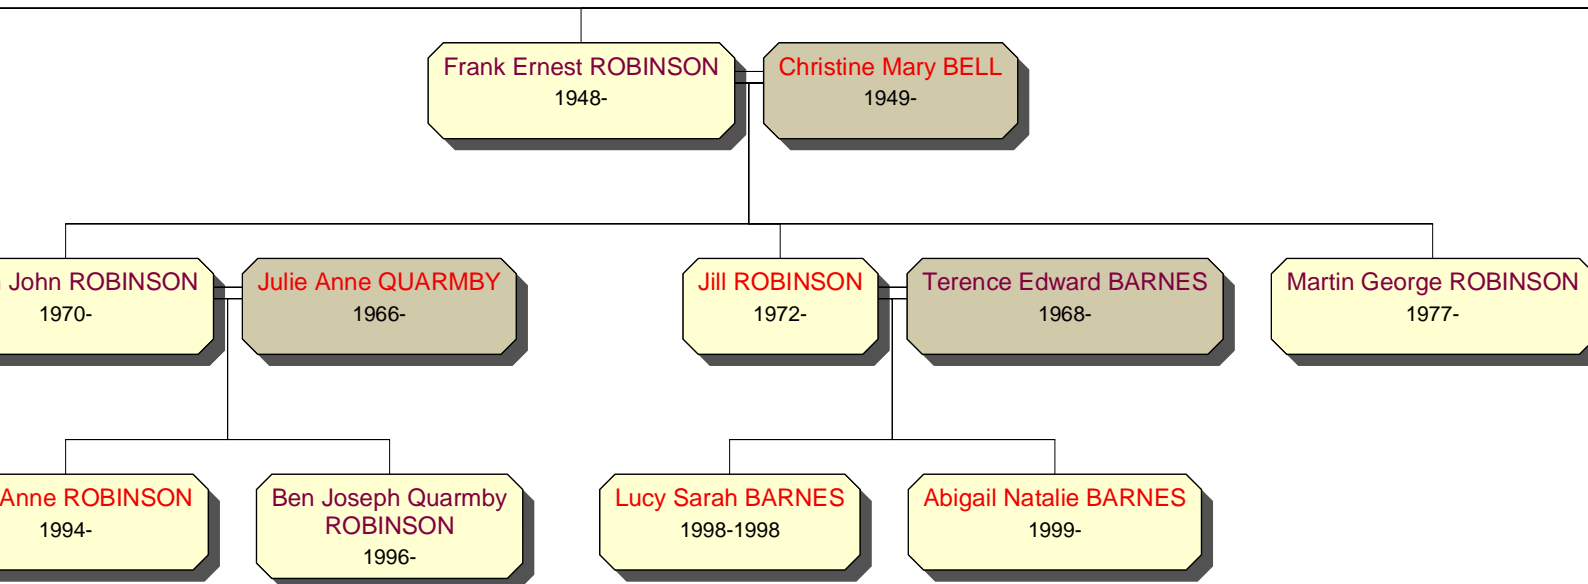 Frank Ernest ROBINSON
1948-
Christine Mary BELL
1949-
John ROBINSON
1970-
Julie Anne QUARMBY
1966-
Jill ROBINSON
1972-
Terence Edward BARNES
1968-
Martin George ROBINSON
1977-
Anne ROBINSON
1994-
Ben Joseph Quarmby
ROBINSON
1996-
Lucy Sarah BARNES
1998-1998
Abigail Natalie BARNES
1999-